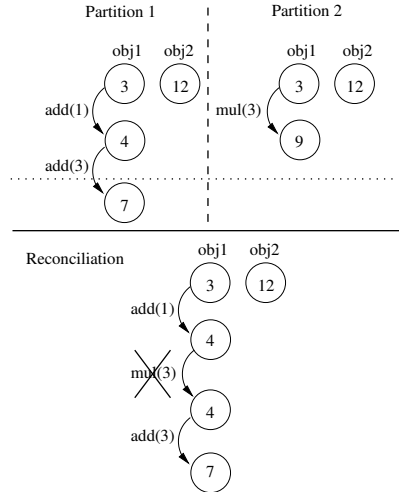 Partition 1
Partition 2
obj1 obj2
obj1 obj2
3 12
3 12
add(1)
mul(3)
4
9
add(3)
7
Reconciliation
obj1 obj2
3 12
add(1)
4
mul(3)
4
add(3)
7